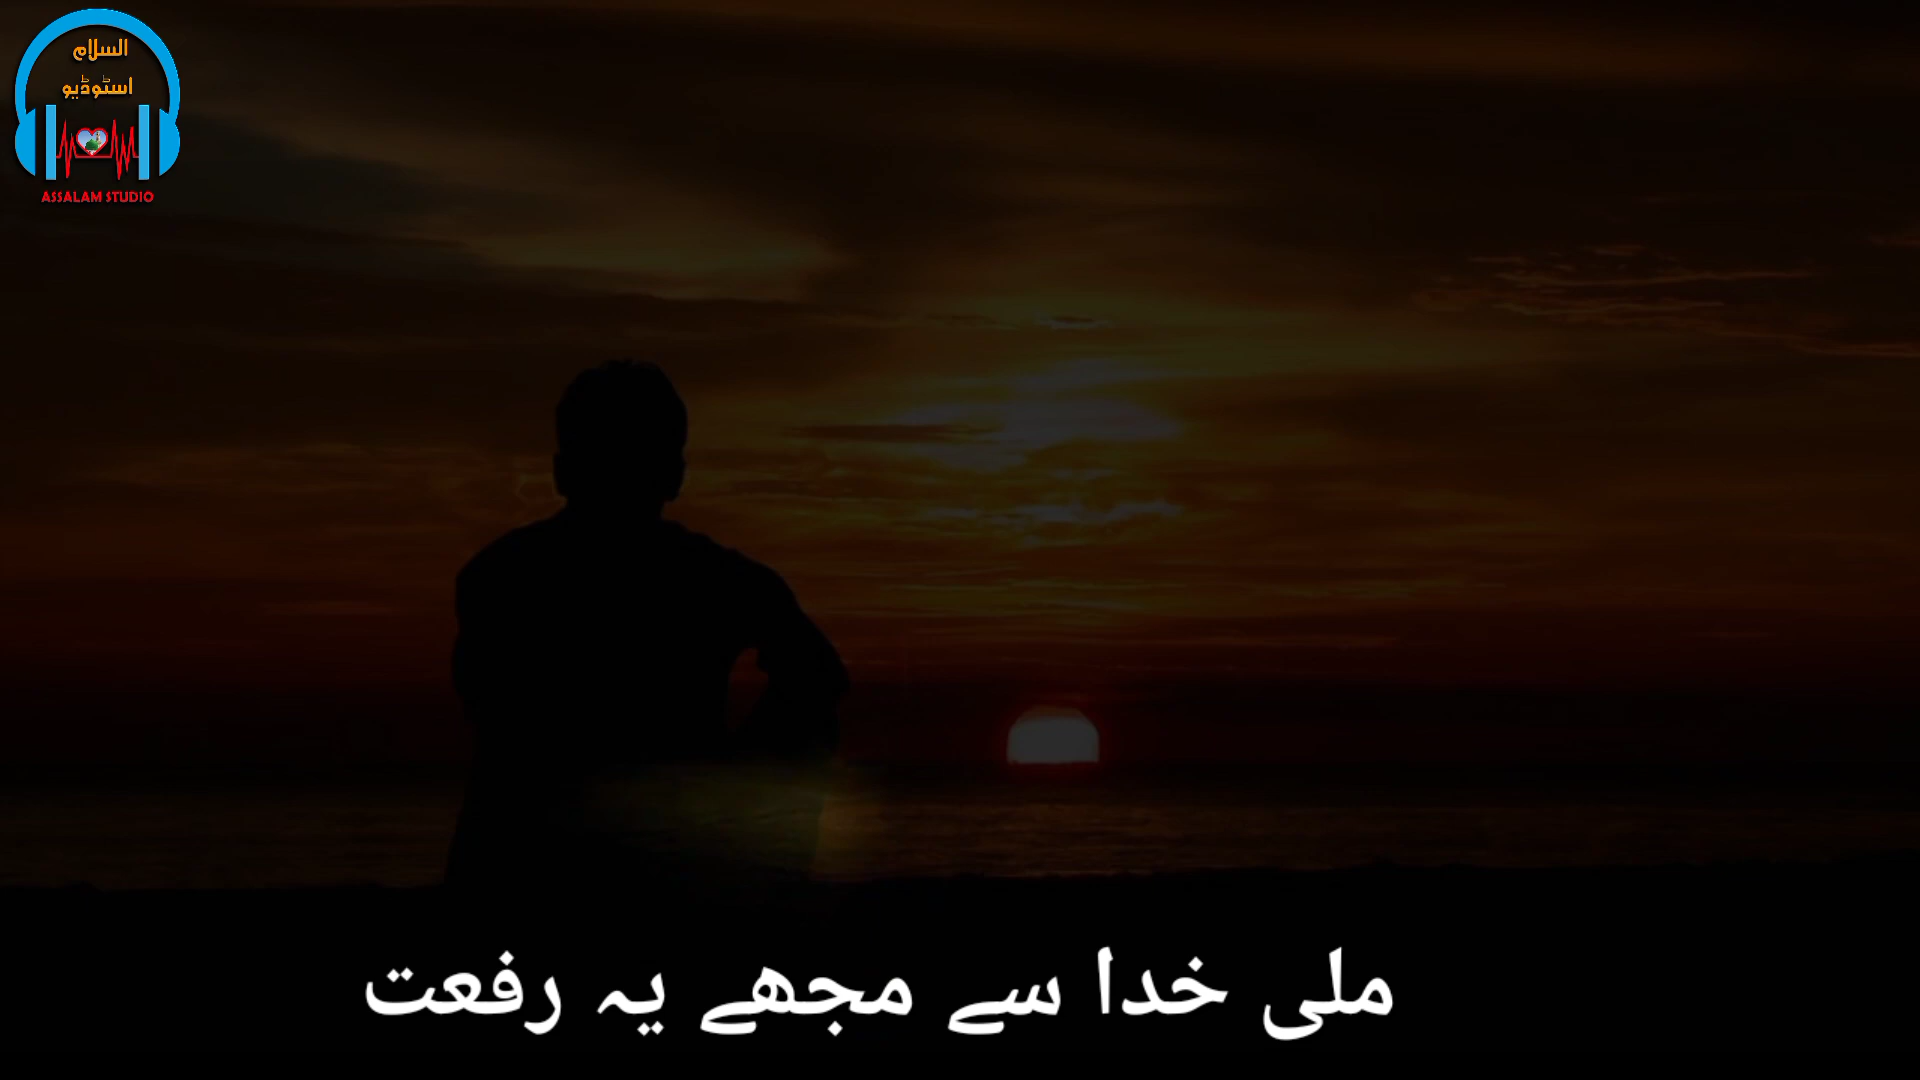 السلام
اسٹوڈیو
ASSALAM STUDIO
ملی خدا سے مجھے یہ رفعت